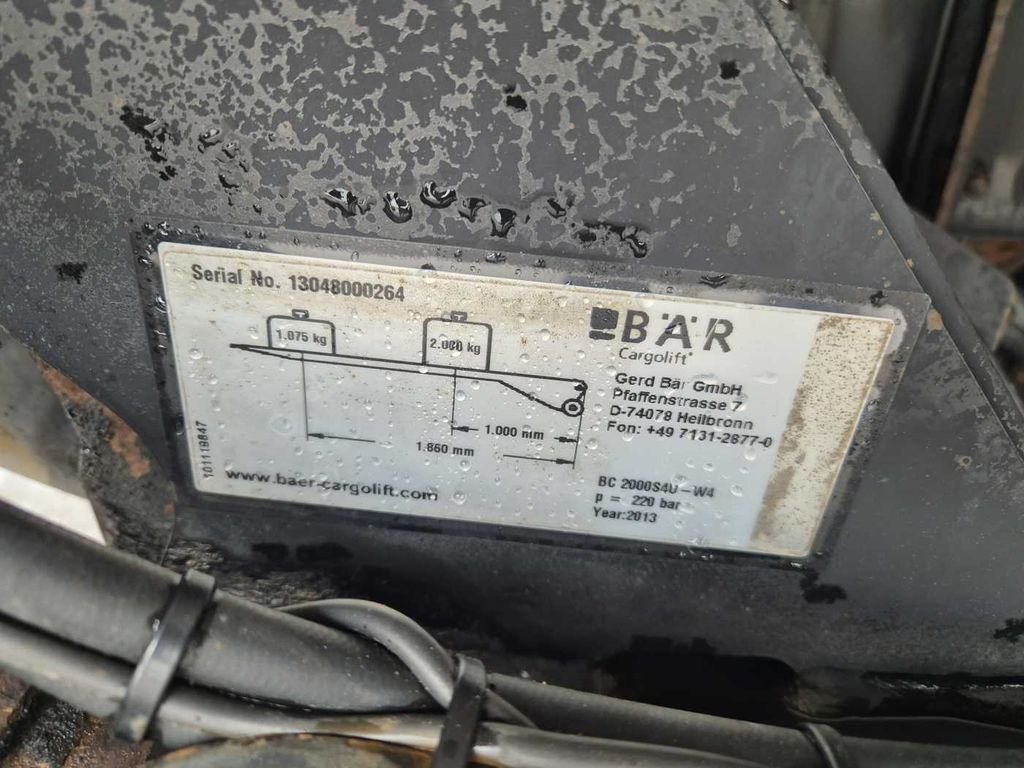 Serial No. 13048000264
1.075 kg
2.000 kg
BÄR
Cargolift
1.000 mm
1.860 mm
Gerd Bär GmbH
Pfaffenstrasse 7
D-74078 Heilbronn
Fon: +49 7131-2877-0
101119847
www.baer-cargolift.com
BC 2000S4U-W4
p = 220 bar
Year:2013